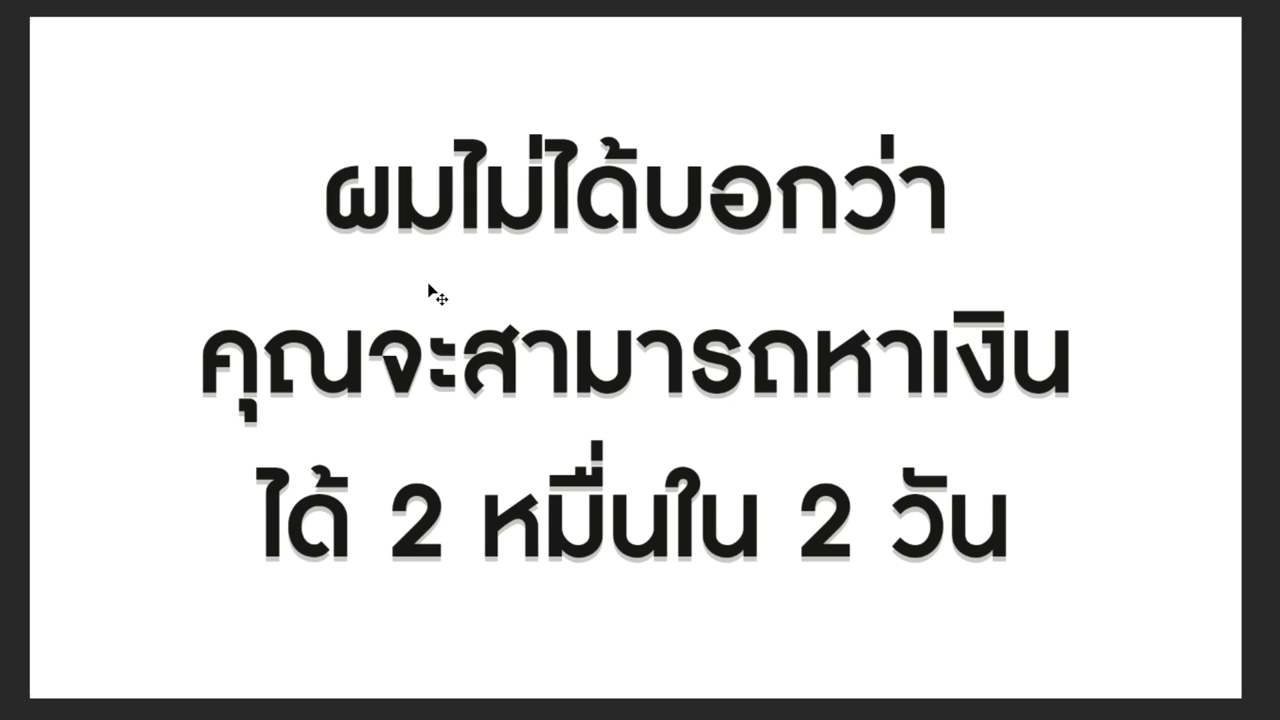 ผมไม่ได้บอกว่า
คุณจะสามารถหาเงิน
ได้ 2 หมื่นใน 2 วัน